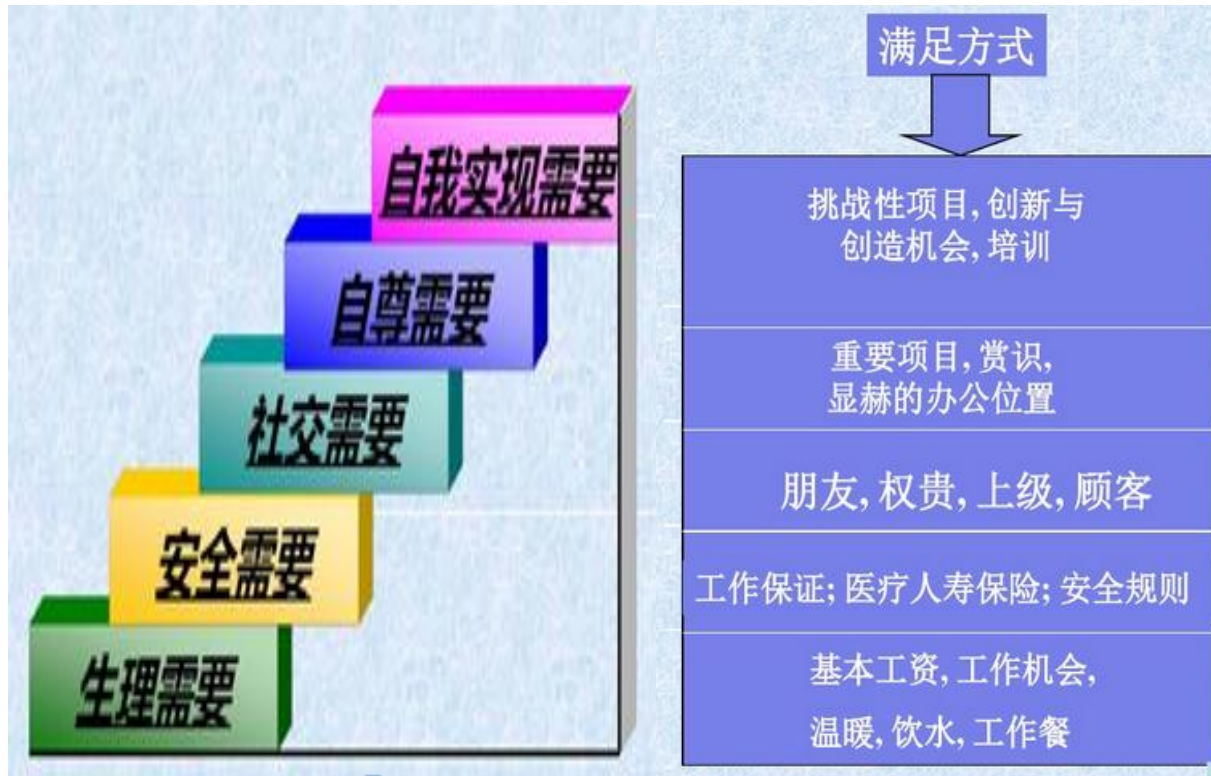 自我实现需要
自尊需要
社交需要
安全需要
生理需要
满足方式
挑战性项目, 创新与
创造机会, 培训
重要项目, 赏识,
显赫的办公位置
朋友, 权贵, 上级, 顾客
工作保证; 医疗人寿保险; 安全规则
基本工资, 工作机会,
温暖, 饮水, 工作餐